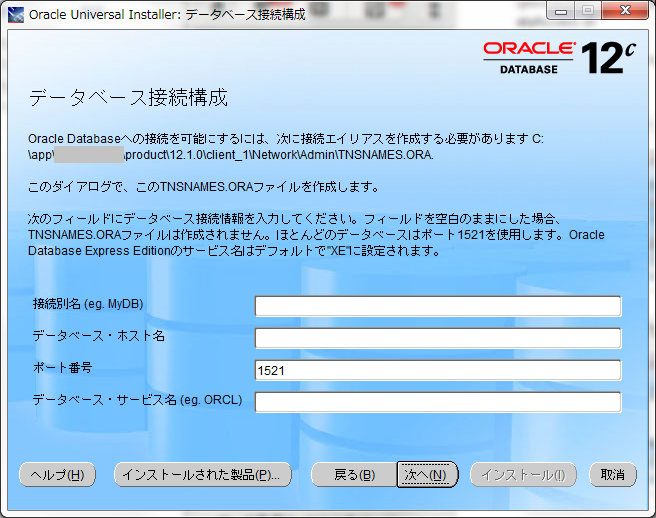 Oracle Universal Installer: データベース接続構成
ORACLE
DATABASE 12c
データベース接続構成
Oracle Databaseへの接続を可能にするには、次に接続エイリアスを作成する必要があります C:
\app\ \product\12.1.0\client_1\Network\Admin\TNSNAMES.ORA.
このダイアログで、このTNSNAMES.ORAファイルを作成します。
次のフィールドにデータベース接続情報を入力してください。フィールドを空白のままにした場合、
TNSNAMES.ORAファイルは作成されません。ほとんどのデータベースはポート1521を使用します。Oracle
Database Express Editionのサービス名はデフォルトで"XE"に設定されます。
接続別名 (eg. MyDB)
データベース・ホスト名
ポート番号 1521
データベース・サービス名 (eg. ORCL)
ヘルプ(H) インストールされた製品(P)... 戻る(B) 次へ(N) インストール(I) 取消